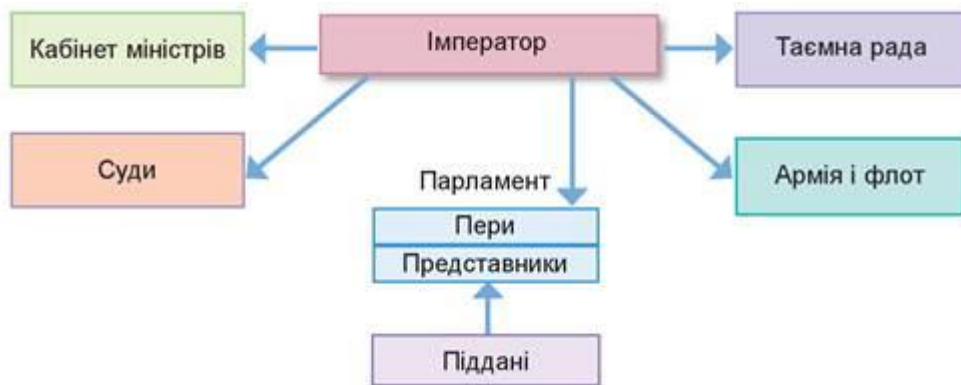 Кабінет міністрів
Імператор
Таємна рада
Суди
Армія і флот
Парламент
Пери
Представники
Піддані